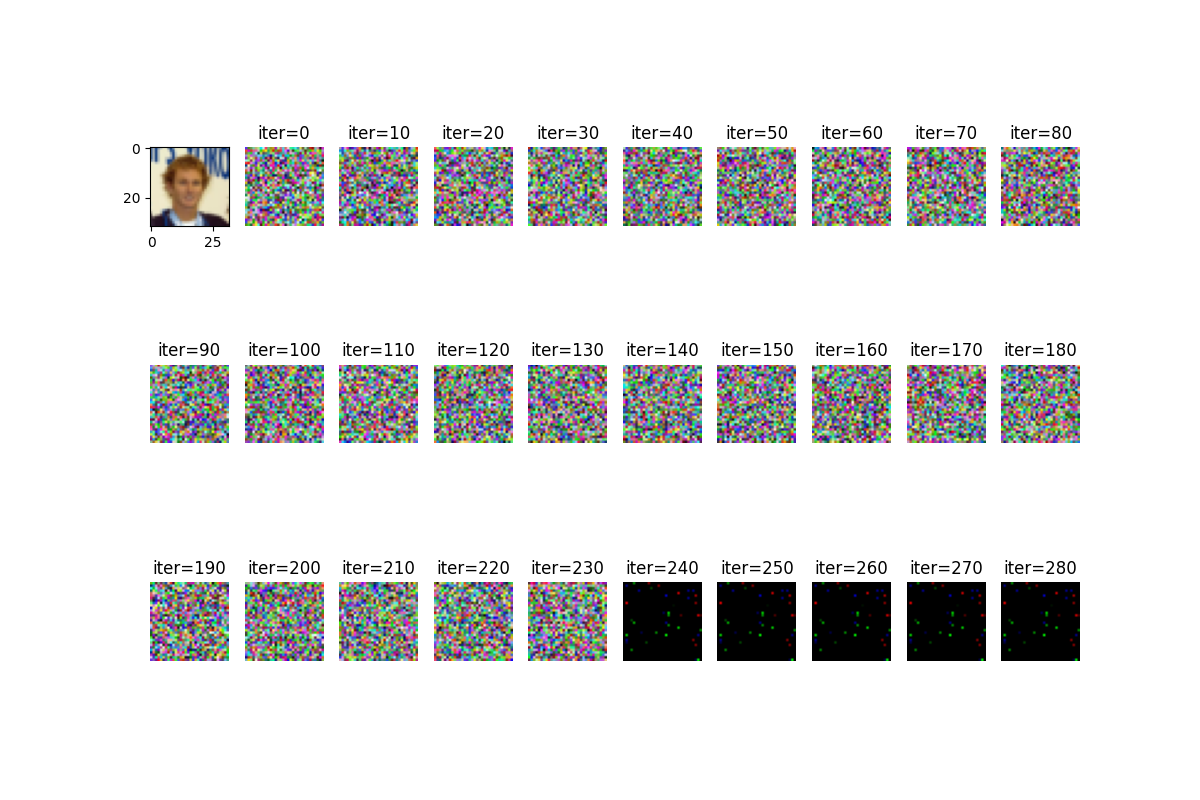 iter=0 iter=10 iter=20 iter=30 iter=40 iter=50 iter=60 iter=70 iter=80
0
20
0 25
iter=90 iter=100 iter=110 iter=120 iter=130 iter=140 iter=150 iter=160 iter=170 iter=180
iter=190 iter=200 iter=210 iter=220 iter=230 iter=240 iter=250 iter=260 iter=270 iter=280